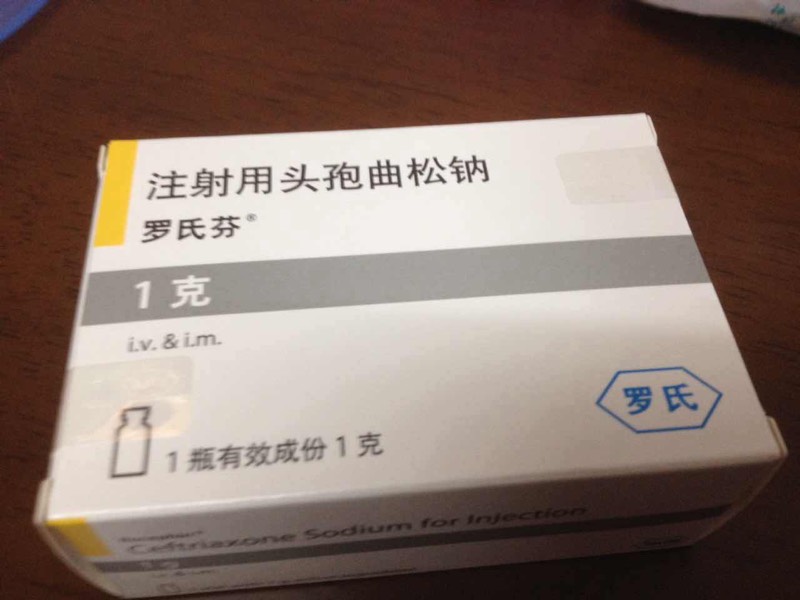 注射用头孢曲松钠
罗氏芬®
1 克
i.v. & i.m.
罗氏
1 瓶有效成份 1 克
Ceftriaxone Sodium for Injection
1 g